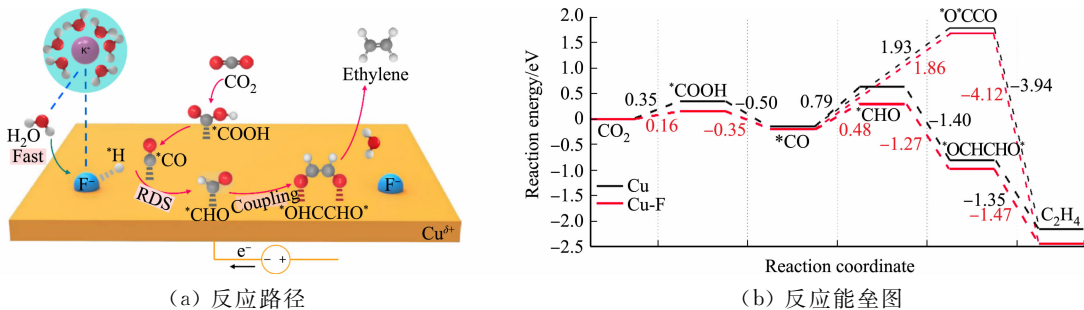 K⁺
H₂O
Fast
F⁻
*H
RDS
*CO
CO₂
*COOH
*CHO
Coupling
*OHCCHO*
Ethylene
F⁻
Cuᵟ⁺
e⁻
− +
(a) 反应路径
Reaction energy/eV
2.0
1.5
1.0
0.5
0.0
−0.5
−1.0
−1.5
−2.0
−2.5
CO₂
0.35
0.16
*COOH
−0.50
−0.35
*CO
0.79
0.48
*CHO
1.93
1.86
*O*CCO
−1.40
−1.27
*OCHCHO*
−3.94
−4.12
−1.35
−1.47
C₂H₄
Cu
Cu-F
Reaction coordinate
(b) 反应能垒图